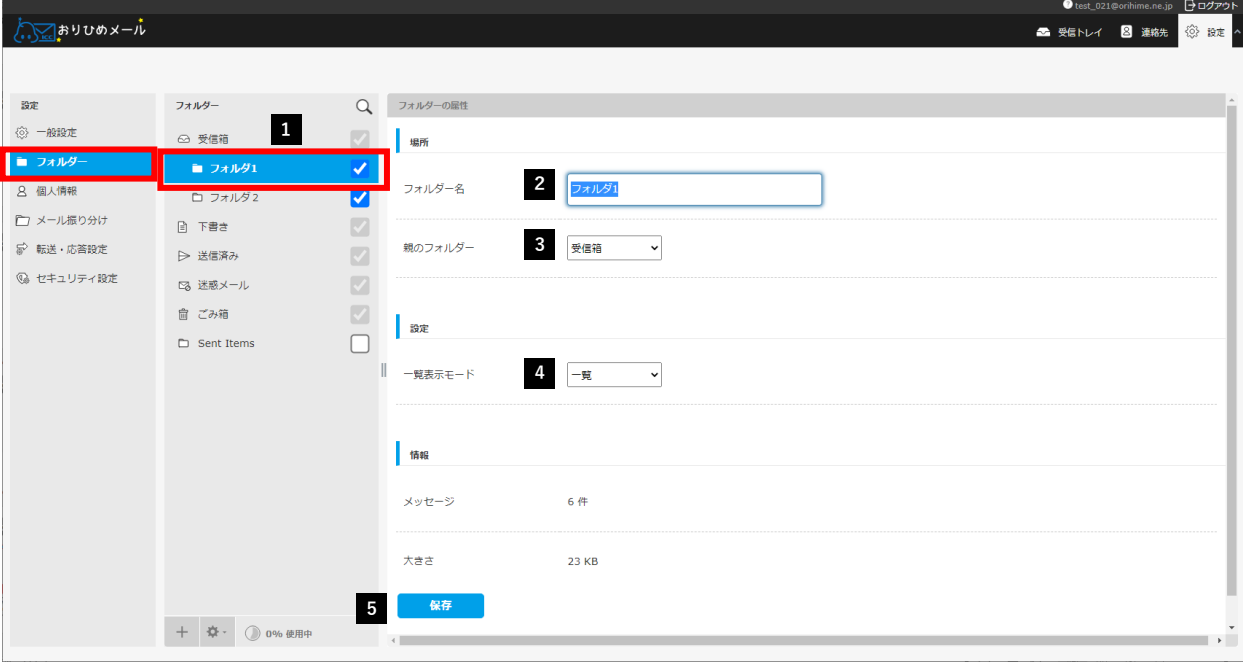 test_021@orihime.ne.jp ログアウト
ICC おりひめメール
受信トレイ 連絡先 設定
設定
一般設定
フォルダー
個人情報
メール振り分け
転送・応答設定
セキュリティ設定
フォルダー
1
受信箱
フォルダ1
フォルダ2
下書き
送信済み
迷惑メール
ごみ箱
Sent Items
0% 使用中
フォルダーの属性
場所
フォルダー名 2 フォルダ1
親のフォルダー 3 受信箱
設定
一覧表示モード 4 一覧
情報
メッセージ 6 件
大きさ 23 KB
5 保存